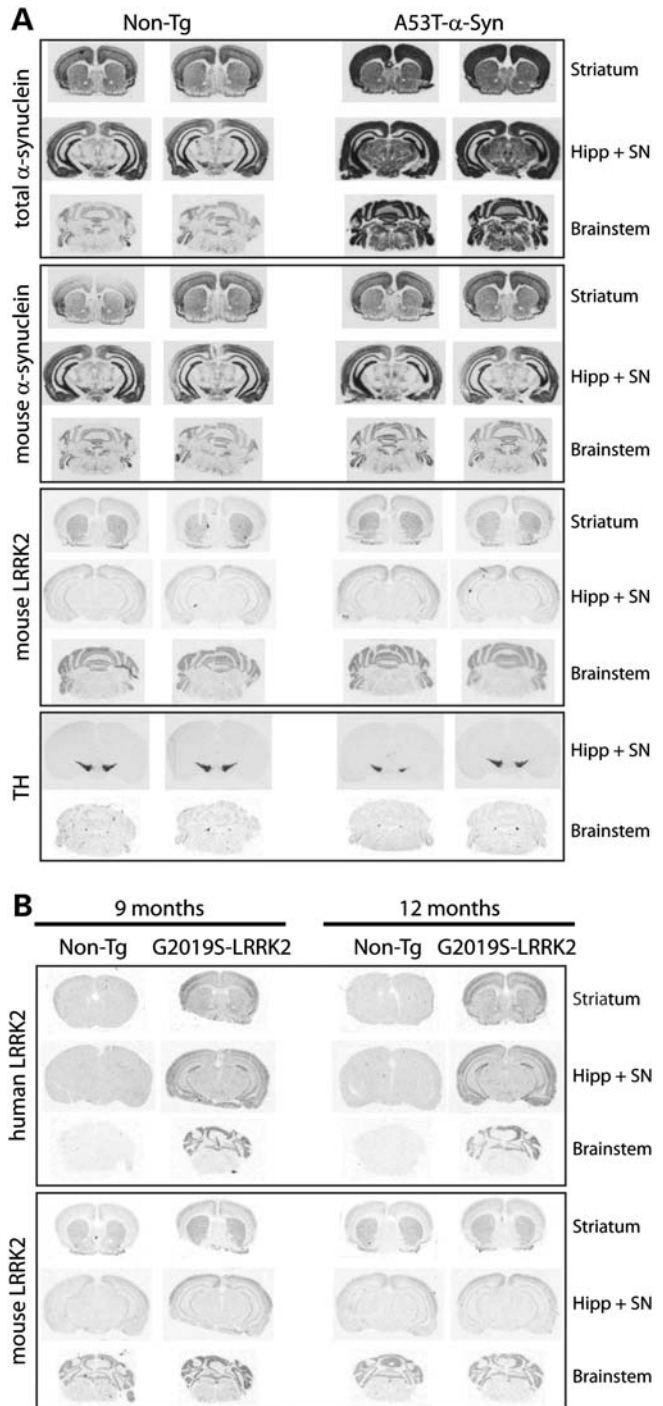 A
Non-Tg A53T-α-Syn
total α-synuclein
Striatum
Hipp + SN
Brainstem
mouse α-synuclein
Striatum
Hipp + SN
Brainstem
mouse LRRK2
Striatum
Hipp + SN
Brainstem
TH
Hipp + SN
Brainstem
B
9 months 12 months
Non-Tg G2019S-LRRK2 Non-Tg G2019S-LRRK2
human LRRK2
Striatum
Hipp + SN
Brainstem
mouse LRRK2
Striatum
Hipp + SN
Brainstem